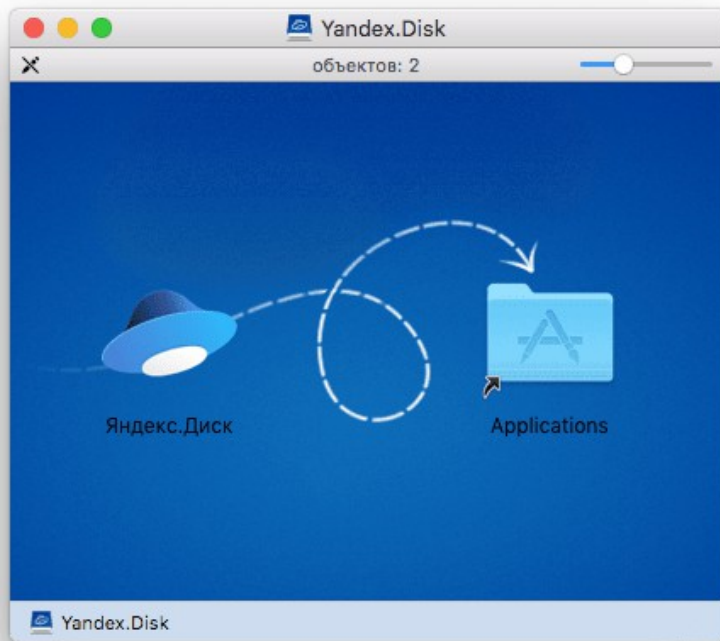 Yandex.Disk
объектов: 2
Яндекс.Диск
Applications
Yandex.Disk